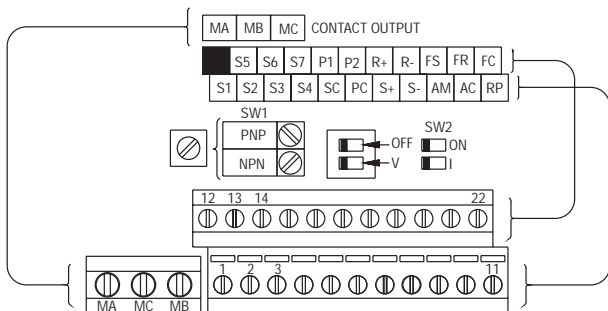 MA MB MC CONTACT OUTPUT
S5 S6 S7 P1 P2 R+ R- FS FR FC
S1 S2 S3 S4 SC PC S+ S- AM AC RP
SW1
PNP
NPN
OFF
V
SW2
ON
I
12 13 14 22
1 2 3 11
MA MC MB